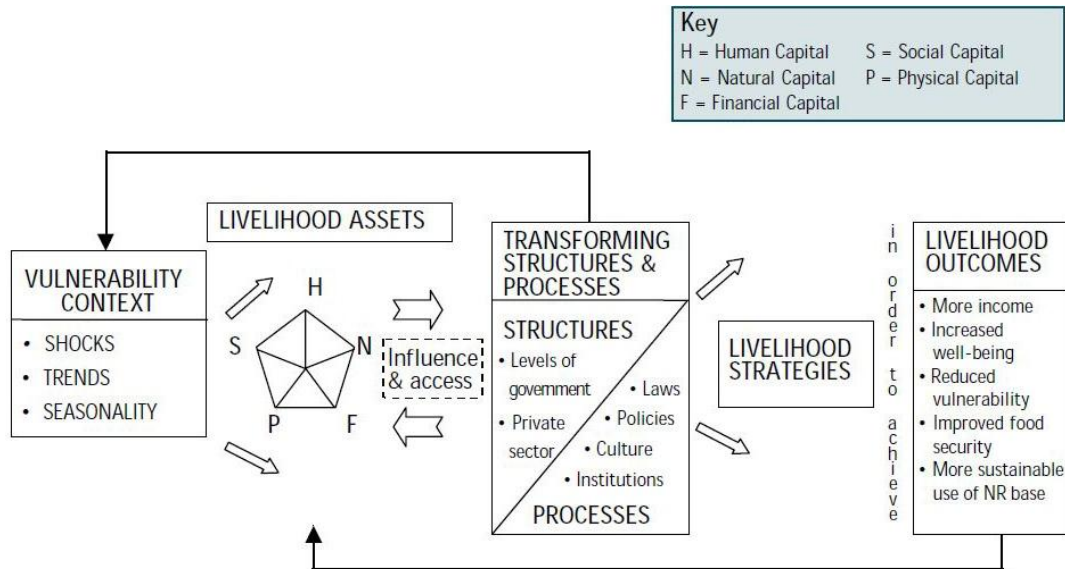 Key
H = Human Capital S = Social Capital
N = Natural Capital P = Physical Capital
F = Financial Capital
LIVELIHOOD ASSETS
VULNERABILITY
CONTEXT
• SHOCKS
• TRENDS
• SEASONALITY
H
S
N
P
F
Influence
& access
TRANSFORMING
STRUCTURES &
PROCESSES
STRUCTURES
• Levels of
government
• Private
sector
• Laws
• Policies
• Culture
• Institutions
PROCESSES
LIVELIHOOD
STRATEGIES
in order to achieve
LIVELIHOOD
OUTCOMES
• More income
• Increased
well-being
• Reduced
vulnerability
• Improved food
security
• More sustainable
use of NR base